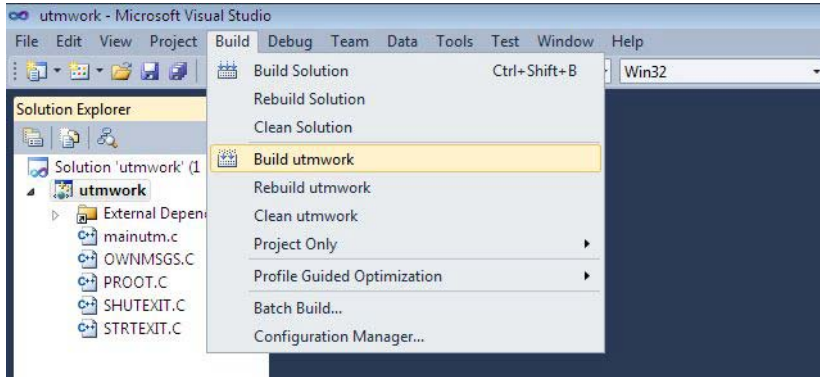 utmwork - Microsoft Visual Studio
File Edit View Project Build Debug Team Data Tools Test Window Help
Win32
Solution Explorer
Solution 'utmwork' (1
utmwork
External Depen
mainutm.c
OWNMSGS.C
PROOT.C
SHUTEXIT.C
STRTEXIT.C
Build Solution Ctrl+Shift+B
Rebuild Solution
Clean Solution
Build utmwork
Rebuild utmwork
Clean utmwork
Project Only
Profile Guided Optimization
Batch Build...
Configuration Manager...